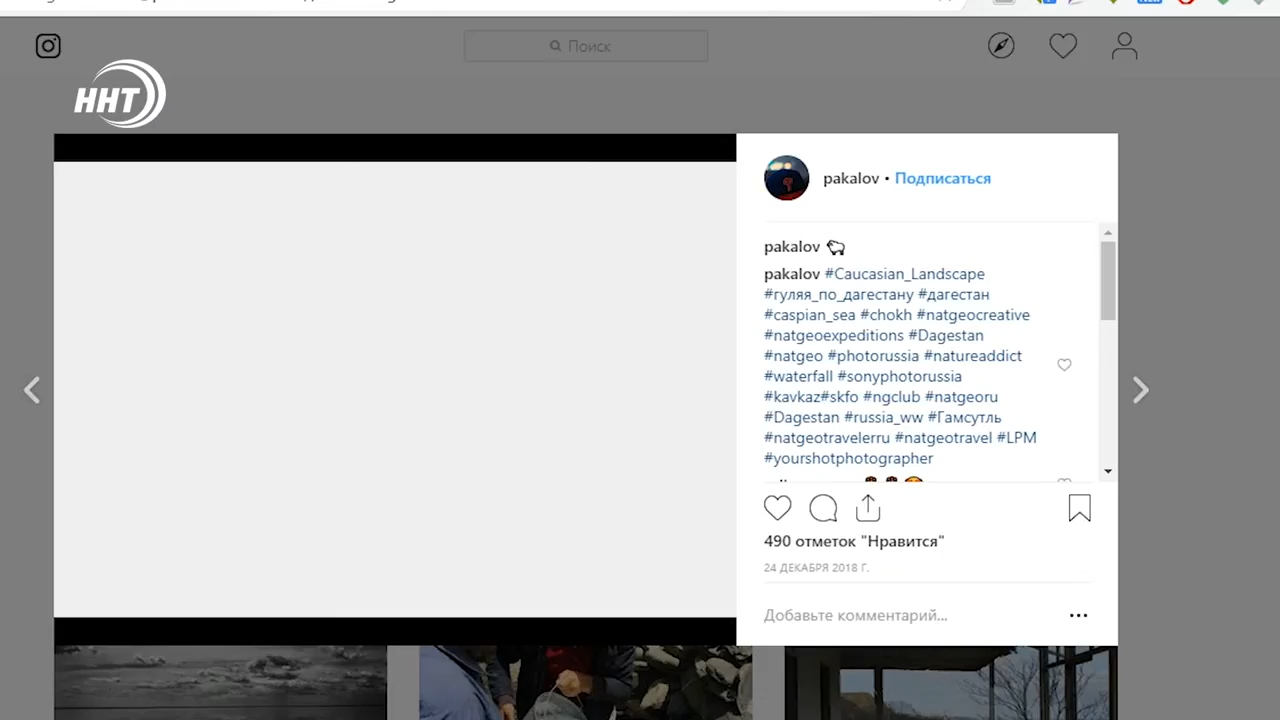 Поиск
ННТ
pakalov • Подписаться
pakalov
pakalov #Caucasian_Landscape
#гуляя_по_дагестану #дагестан
#caspian_sea #chokh #natgeocreative
#natgeoexpeditions #Dagestan
#natgeo #photorussia #natureaddict
#waterfall #sonyphotorussia
#kavkaz#skfo #ngclub #natgeoru
#Dagestan #russia_ww #Гамсутль
#natgeotravelerru #natgeotravel #LPM
#yourshotphotographer
490 отметок "Нравится"
24 ДЕКАБРЯ 2018 Г.
Добавьте комментарий...